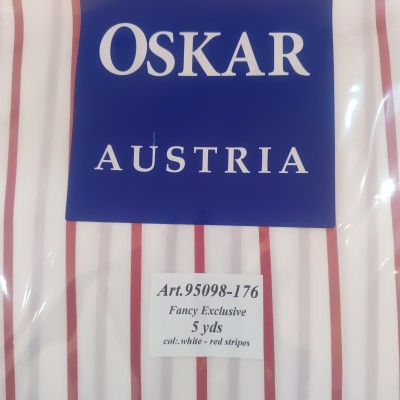 OSKAR
AUSTRIA
Art.95098-176
Fancy Exclusive
5 yds
col:.white - red stripes